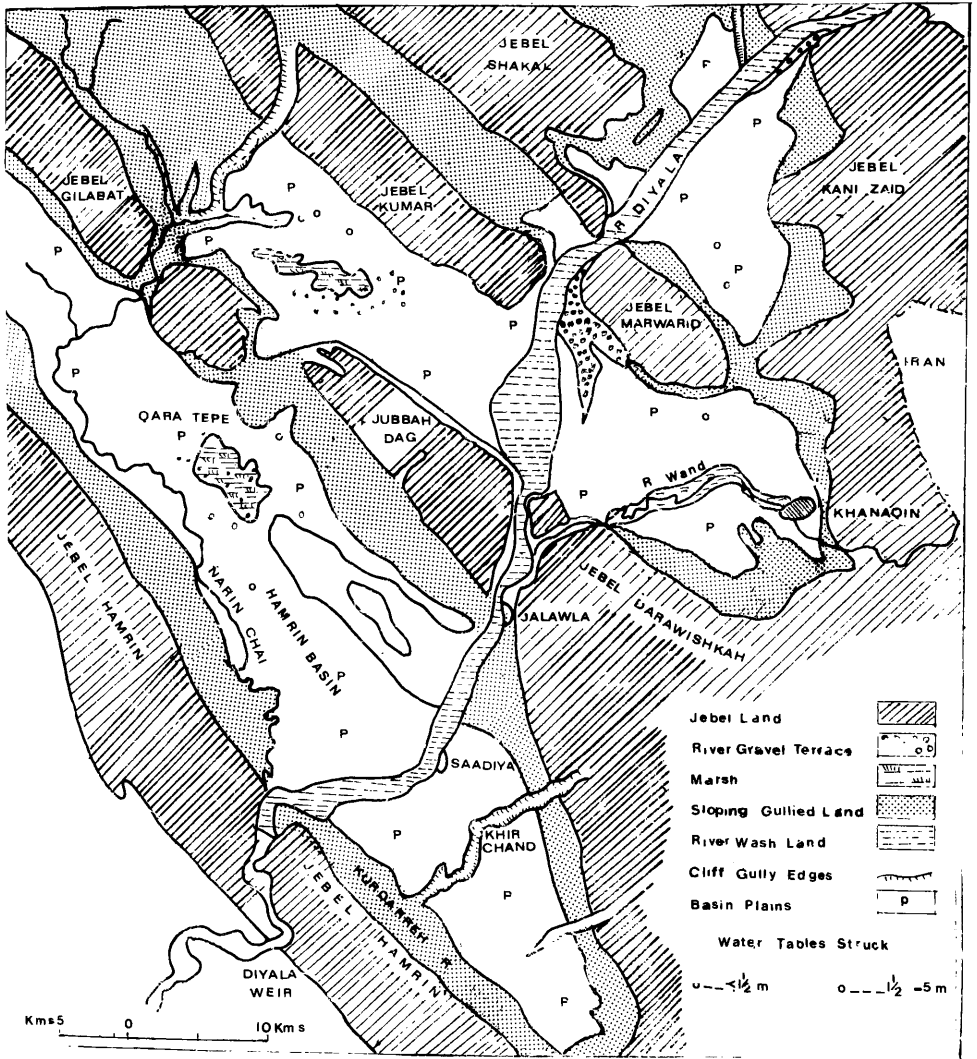 JEBEL
SHAKAL
P
R DIYALA
P
JEBEL
GILABAT
P
JEBEL
KUMAR
P
JEBEL
KANI ZAID
P
P
P
P
P
JEBEL
MARWARID
IRAN
P
P
QARA TEPE
P
JUBBAH
DAG
P
P
P
R Wand
P
KHANAQIN
JEBEL HAMRIN
NARIN CHAI
HAMRIN BASIN
P
P
JALAWLA
JEBEL DARAWISHKAH
SAADIYA
P
KHIR
CHAND
P
KURDARREH R
JEBEL HAMRIN
P
DIYALA
WEIR
Kms 5 0 10 Kms
Jebel Land
River Gravel Terrace
Marsh
Sloping Gullied Land
River Wash Land
Cliff Gully Edges
Basin Plains P
Water Tables Struck
o---<1½ m o---1½-5m